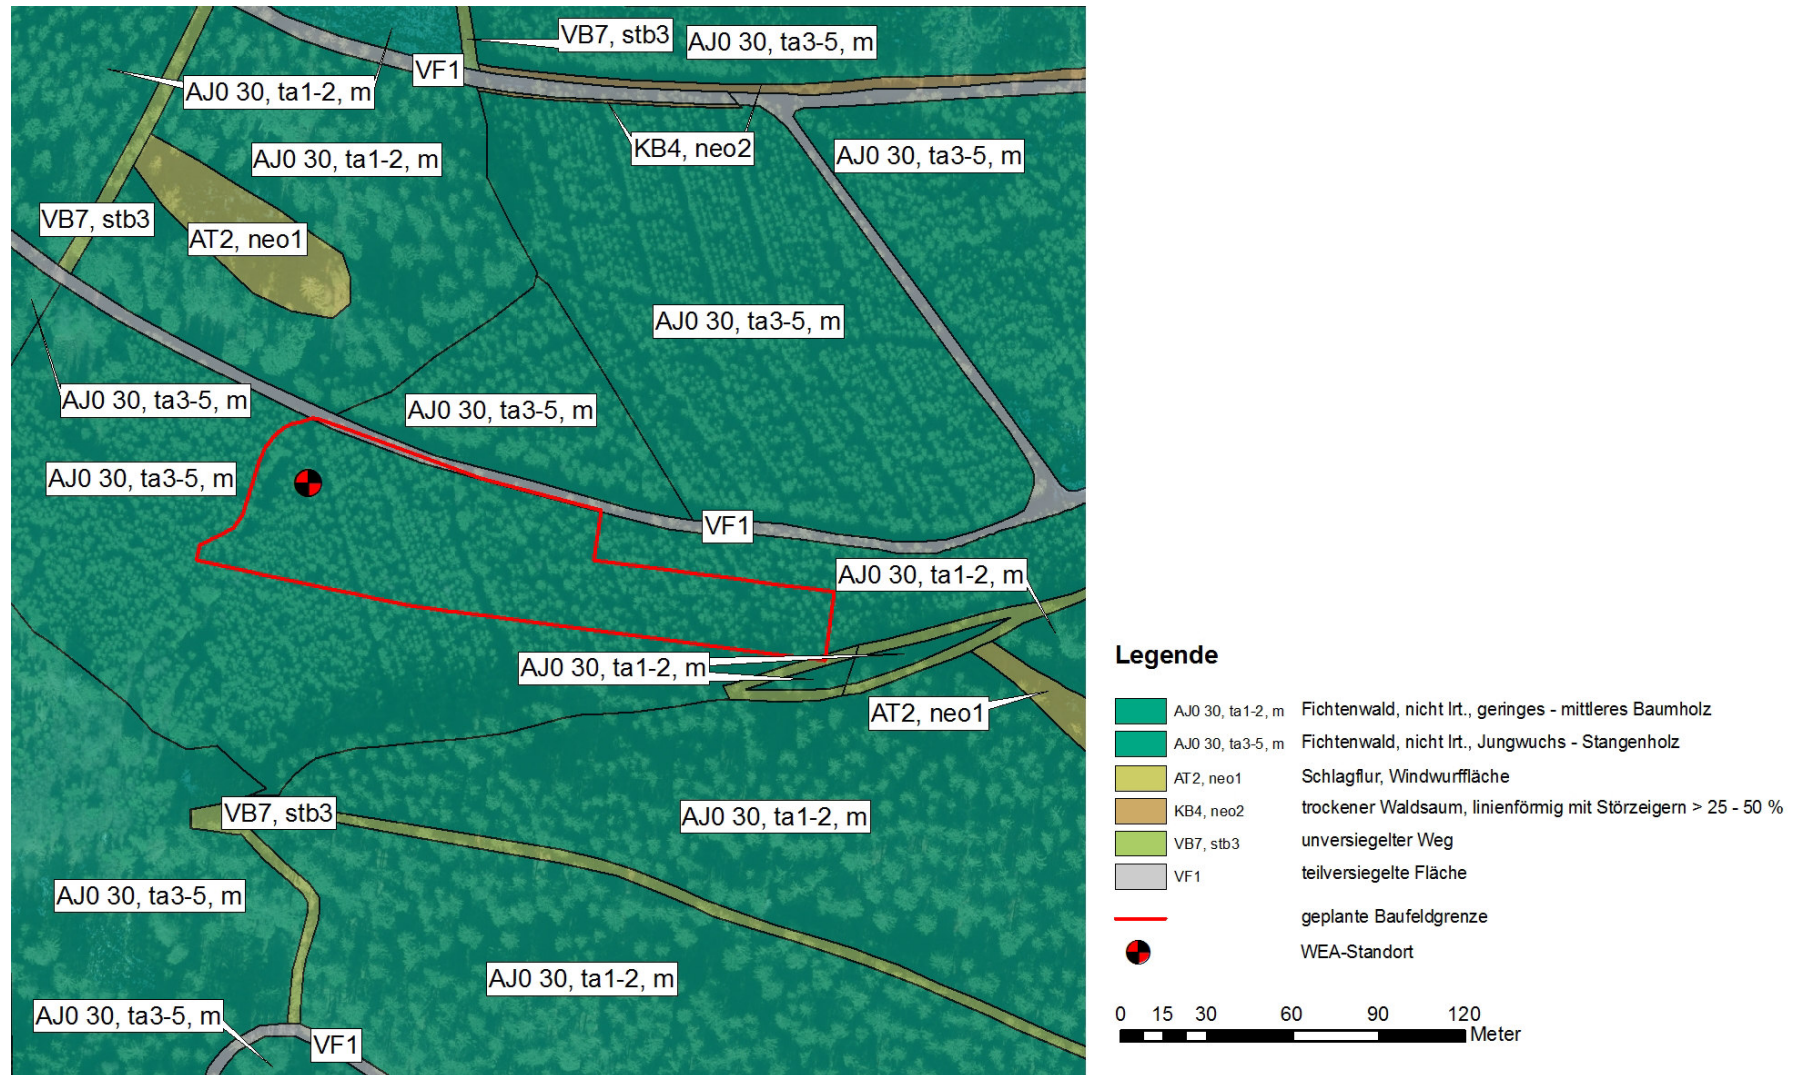 VB7, stb3
AJ0 30, ta3-5, m
VF1
AJ0 30, ta1-2, m
KB4, neo2
AJ0 30, ta1-2, m
AJ0 30, ta3-5, m
VB7, stb3
AT2, neo1
AJ0 30, ta3-5, m
AJ0 30, ta3-5, m
AJ0 30, ta3-5, m
AJ0 30, ta3-5, m
VF1
AJ0 30, ta1-2, m
AJ0 30, ta1-2, m
AT2, neo1
VB7, stb3
AJ0 30, ta1-2, m
AJ0 30, ta3-5, m
AJ0 30, ta1-2, m
AJ0 30, ta3-5, m
VF1
Legende
AJ0 30, ta1-2, m Fichtenwald, nicht lrt., geringes - mittleres Baumholz
AJ0 30, ta3-5, m Fichtenwald, nicht lrt., Jungwuchs - Stangenholz
AT2, neo1 Schlagflur, Windwurffläche
KB4, neo2 trockener Waldsaum, linienförmig mit Störzeigern > 25 - 50 %
VB7, stb3 unversiegelter Weg
VF1 teilversiegelte Fläche
geplante Baufeldgrenze
WEA-Standort
0 15 30 60 90 120
Meter